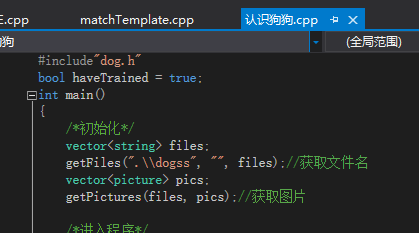 E.cpp matchTemplate.cpp 认识狗狗.cpp
狗 (全局范围)
#include"dog.h"
bool haveTrained = true;
int main()
{
/*初始化*/
vector<string> files;
getFiles(".\\dogss", "", files);//获取文件名
vector<picture> pics;
getPictures(files, pics);//获取图片
/*进入程序*/